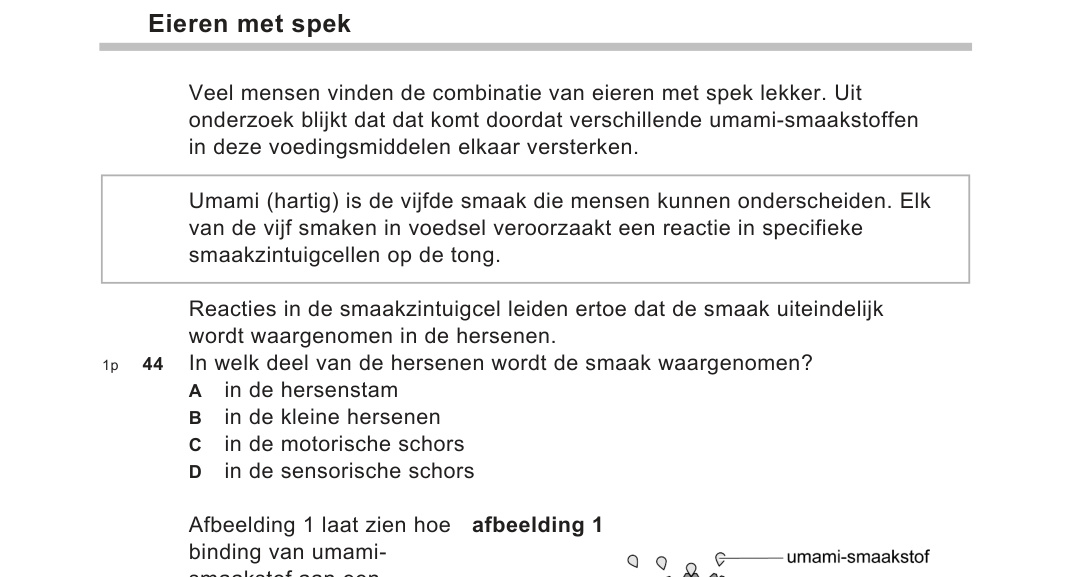 Eieren met spek
Veel mensen vinden de combinatie van eieren met spek lekker. Uit
onderzoek blijkt dat dat komt doordat verschillende umami-smaakstoffen
in deze voedingsmiddelen elkaar versterken.
Umami (hartig) is de vijfde smaak die mensen kunnen onderscheiden. Elk
van de vijf smaken in voedsel veroorzaakt een reactie in specifieke
smaakzintuigcellen op de tong.
Reacties in de smaakzintuigcel leiden ertoe dat de smaak uiteindelijk
wordt waargenomen in de hersenen.
1p 44 In welk deel van de hersenen wordt de smaak waargenomen?
A in de hersenstam
B in de kleine hersenen
C in de motorische schors
D in de sensorische schors
Afbeelding 1 laat zien hoe
binding van umami-
smaakstof aan een
afbeelding 1
umami-smaakstof